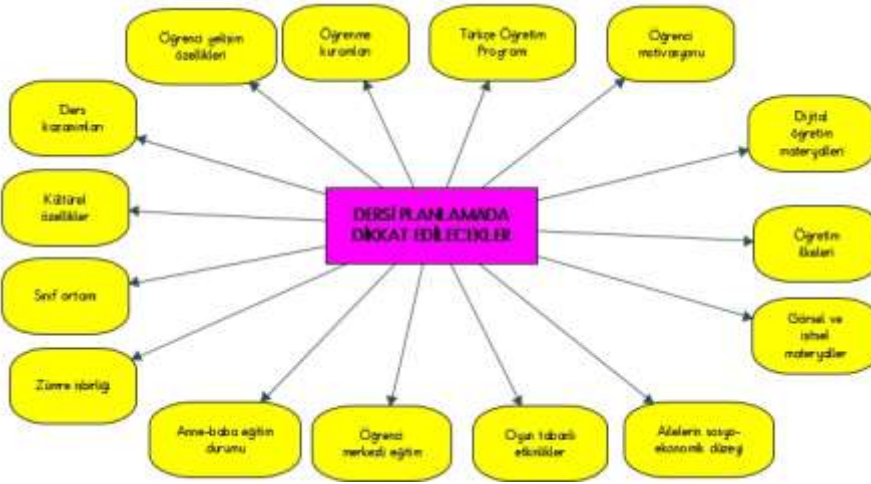 Öğrenci gelişim
özellikleri
Öğrenme
kuramları
Türkçe Öğretim
Programı
Öğrenci
motivasyonu
Ders
kazanımları
Dijital
öğretim
materyalleri
Kültürel
özellikler
DERSİ PLANLAMADA
DİKKAT EDİLECEKLER
Öğretim
ilkeleri
Sınıf ortamı
Görsel ve
işitsel
materyaller
Zümre işbirliği
Anne-baba eğitim
durumu
Öğrenci
merkezli eğitim
Oyun tabanlı
etkinlikler
Ailelerin sosyo-
ekonomik düzeyi